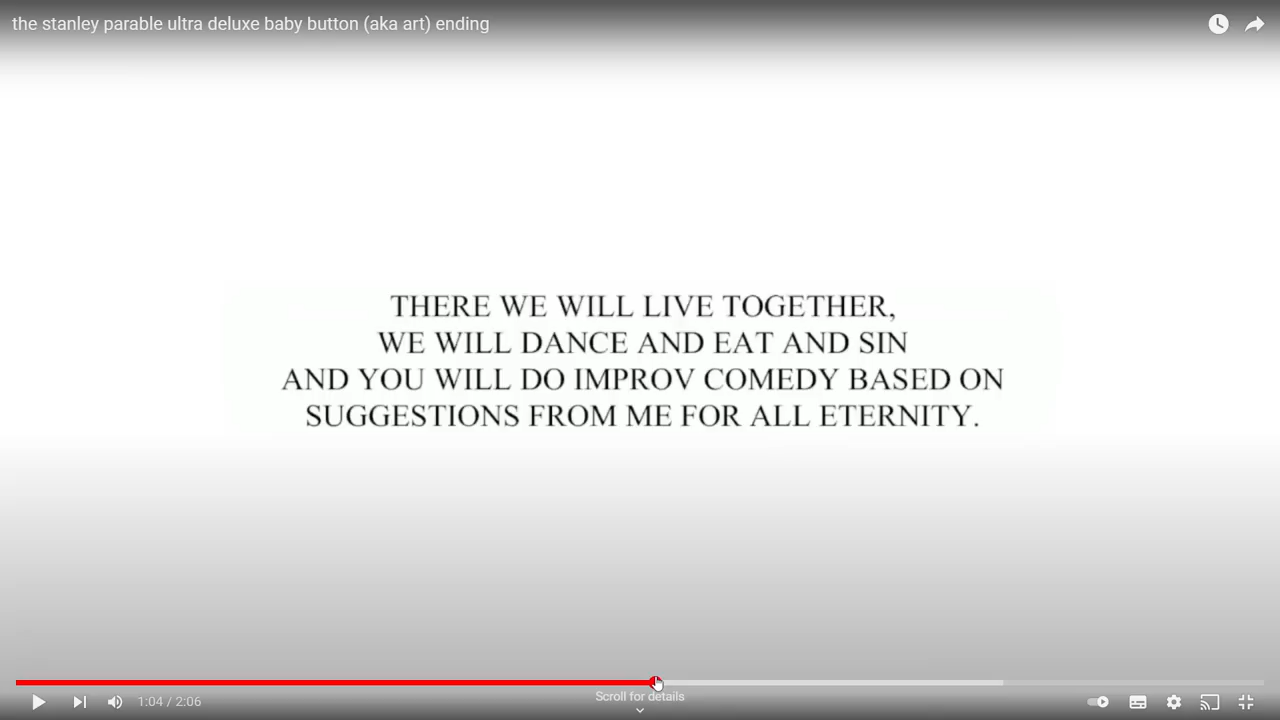 the stanley parable ultra deluxe baby button (aka art) ending
THERE WE WILL LIVE TOGETHER,
WE WILL DANCE AND EAT AND SIN
AND YOU WILL DO IMPROV COMEDY BASED ON
SUGGESTIONS FROM ME FOR ALL ETERNITY.
1:04 / 2:06
Scroll for details